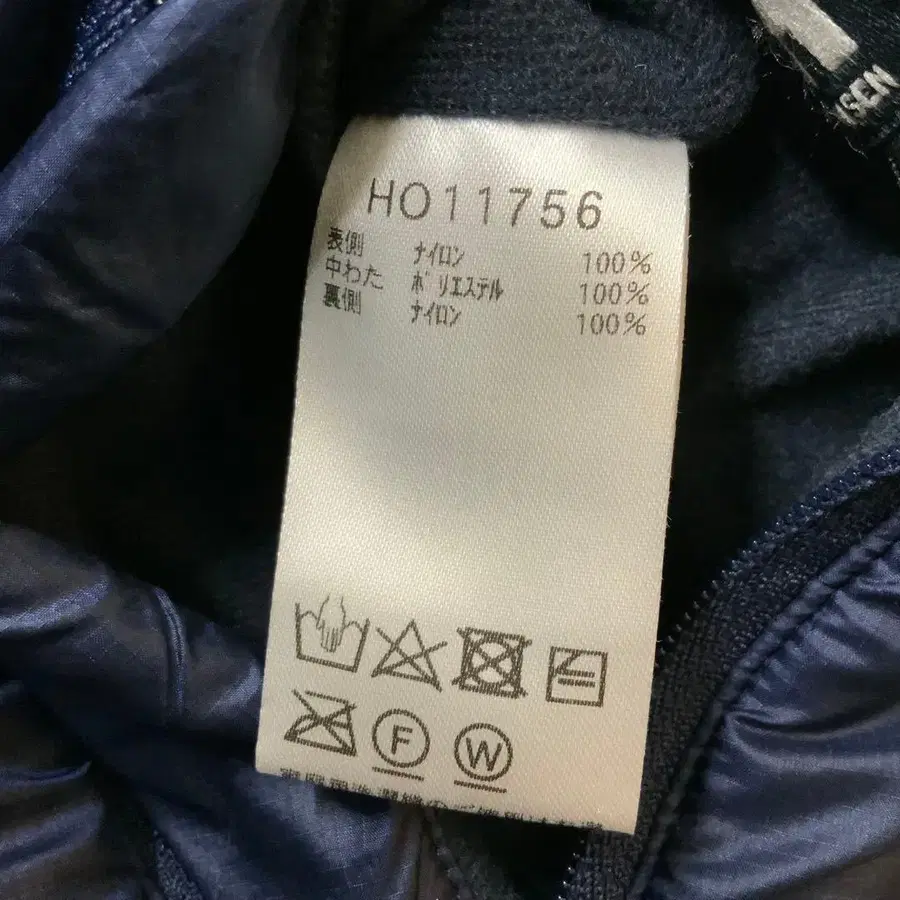 HO11756
表側 ナイロン 100%
中わた ポリエステル 100%
裏側 ナイロン 100%
F W